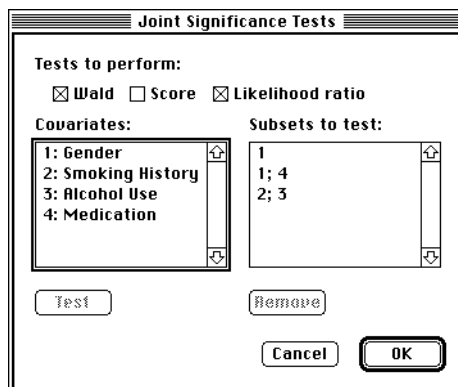 Joint Significance Tests
Tests to perform:
Wald Score Likelihood ratio
Covariates:
1: Gender
2: Smoking History
3: Alcohol Use
4: Medication
Subsets to test:
1
1; 4
2; 3
Test
Remove
Cancel
OK